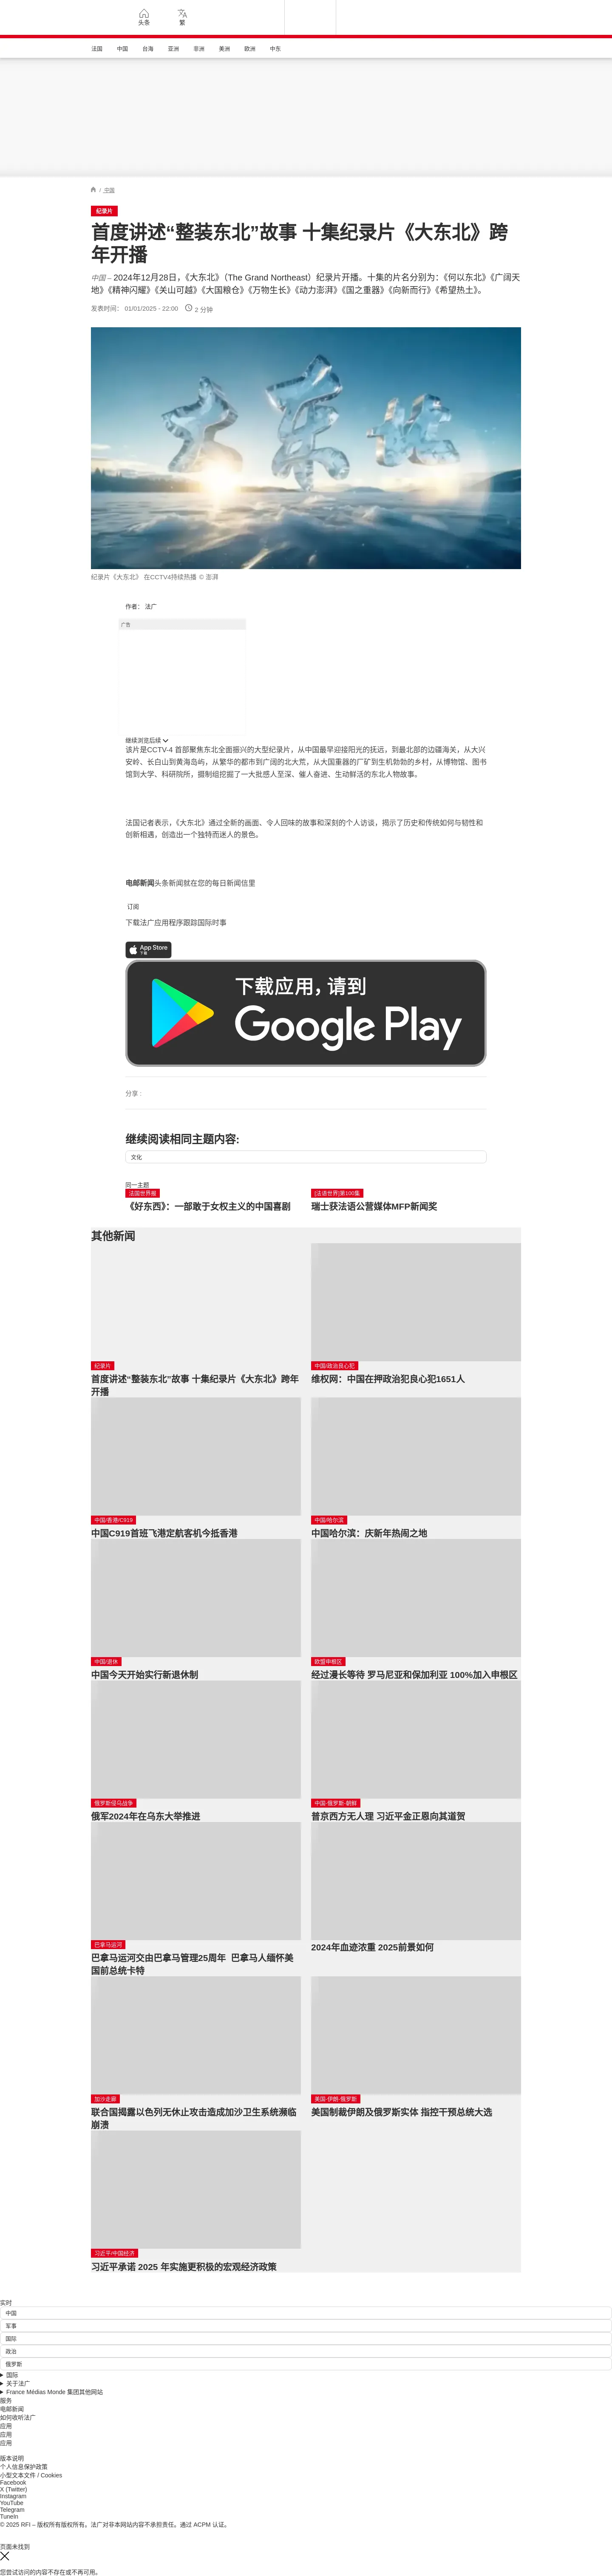 头条
繁
法国
中国
台海
亚洲
非洲
美洲
欧洲
中东
/ 中国
纪录片
首度讲述“整装东北”故事 十集纪录片《大东北》跨
年开播
中国 – 2024年12月28日，《大东北》（The Grand Northeast）纪录片开播。十集的片名分别为：《何以东北》《广阔天
地》《精神闪耀》《关山可越》《大国粮仓》《万物生长》《动力澎湃》《国之重器》《向新而行》《希望热土》。
发表时间： 01/01/2025 - 22:00
2 分钟
纪录片《大东北》 在CCTV4持续热播 © 澎湃
作者： 法广
广告
继续浏览后续
该片是CCTV-4 首部聚焦东北全面振兴的大型纪录片，从中国最早迎接阳光的抚远，到最北部的边疆海关，从大兴
安岭、长白山到黄海岛屿，从繁华的都市到广阔的北大荒，从大国重器的厂矿到生机勃勃的乡村，从博物馆、图书
馆到大学、科研院所，摄制组挖掘了一大批感人至深、催人奋进、生动鲜活的东北人物故事。
法国记者表示，《大东北》通过全新的画面、令人回味的故事和深刻的个人访谈，揭示了历史和传统如何与韧性和
创新相遇，创造出一个独特而迷人的景色。
电邮新闻头条新闻就在您的每日新闻信里
订阅
下载法广应用程序跟踪国际时事
App Store
下载
下载应用，请到
Google Play
分享 :
继续阅读相同主题内容:
文化
同一主题
法国世界报
《好东西》：一部敢于女权主义的中国喜剧
[法语世界]第100集
瑞士获法语公营媒体MFP新闻奖
其他新闻
纪录片
首度讲述“整装东北”故事 十集纪录片《大东北》跨年
开播
中国/政治良心犯
维权网：中国在押政治犯良心犯1651人
中国/香港/C919
中国C919首班飞港定航客机今抵香港
中国/哈尔滨
中国哈尔滨：庆新年热闹之地
中国/退休
中国今天开始实行新退休制
欧盟申根区
经过漫长等待 罗马尼亚和保加利亚 100%加入申根区
俄罗斯侵乌战争
俄军2024年在乌东大举推进
中国-俄罗斯-朝鲜
普京西方无人理 习近平金正恩向其道贺
巴拿马运河
巴拿马运河交由巴拿马管理25周年 巴拿马人缅怀美
国前总统卡特
2024年血迹浓重 2025前景如何
加沙走廊
联合国揭露以色列无休止攻击造成加沙卫生系统濒临
崩溃
美国·伊朗-俄罗斯
美国制裁伊朗及俄罗斯实体 指控干预总统大选
习近平/中国经济
习近平承诺 2025 年实施更积极的宏观经济政策
实时
中国
军事
国际
政治
俄罗斯
国际
关于法广
France Médias Monde 集团其他网站
服务
电邮新闻
如何收听法广
应用
应用
应用
版本说明
个人信息保护政策
小型文本文件 / Cookies
Facebook
X (Twitter)
Instagram
YouTube
Telegram
TuneIn
© 2025 RFI – 版权所有版权所有。法广对非本网站内容不承担责任。通过 ACPM 认证。
页面未找到
您尝试访问的内容不存在或不再可用。